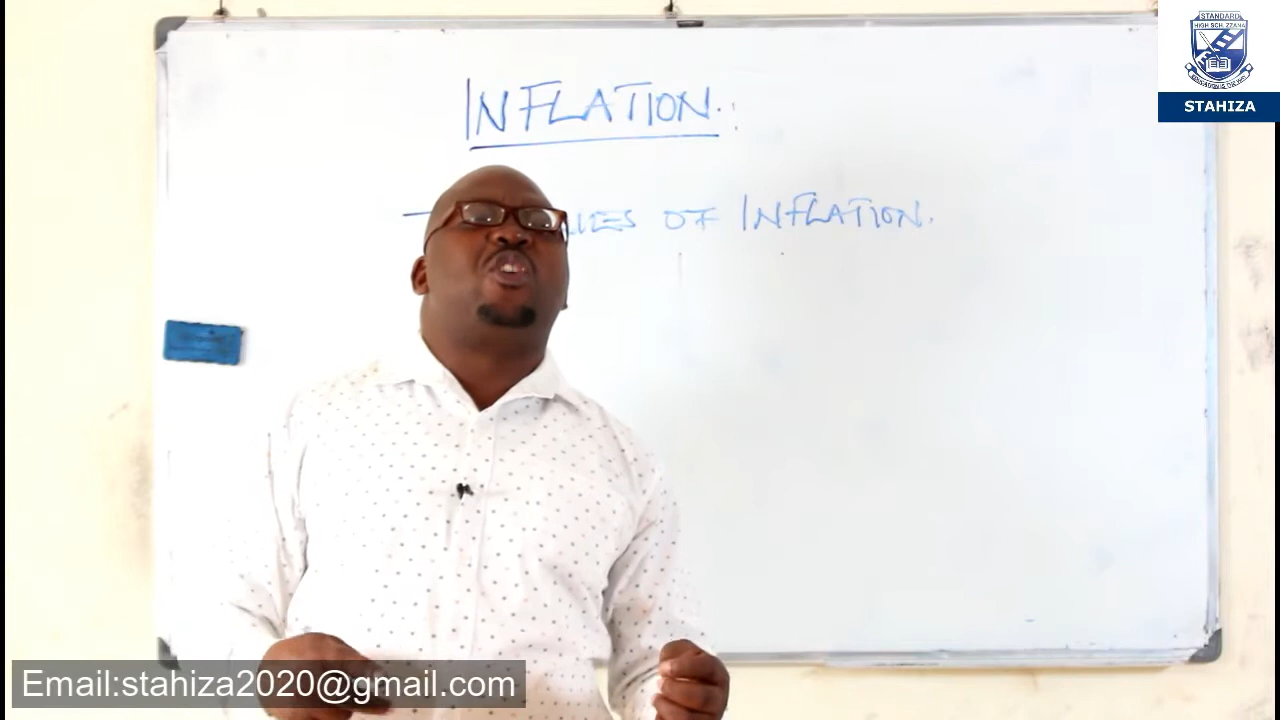 INFLATION.
OF INFLATION.
STANDARD
HIGH SCH. ZZANA
STAHIZA
Email:stahiza2020@gmail.com